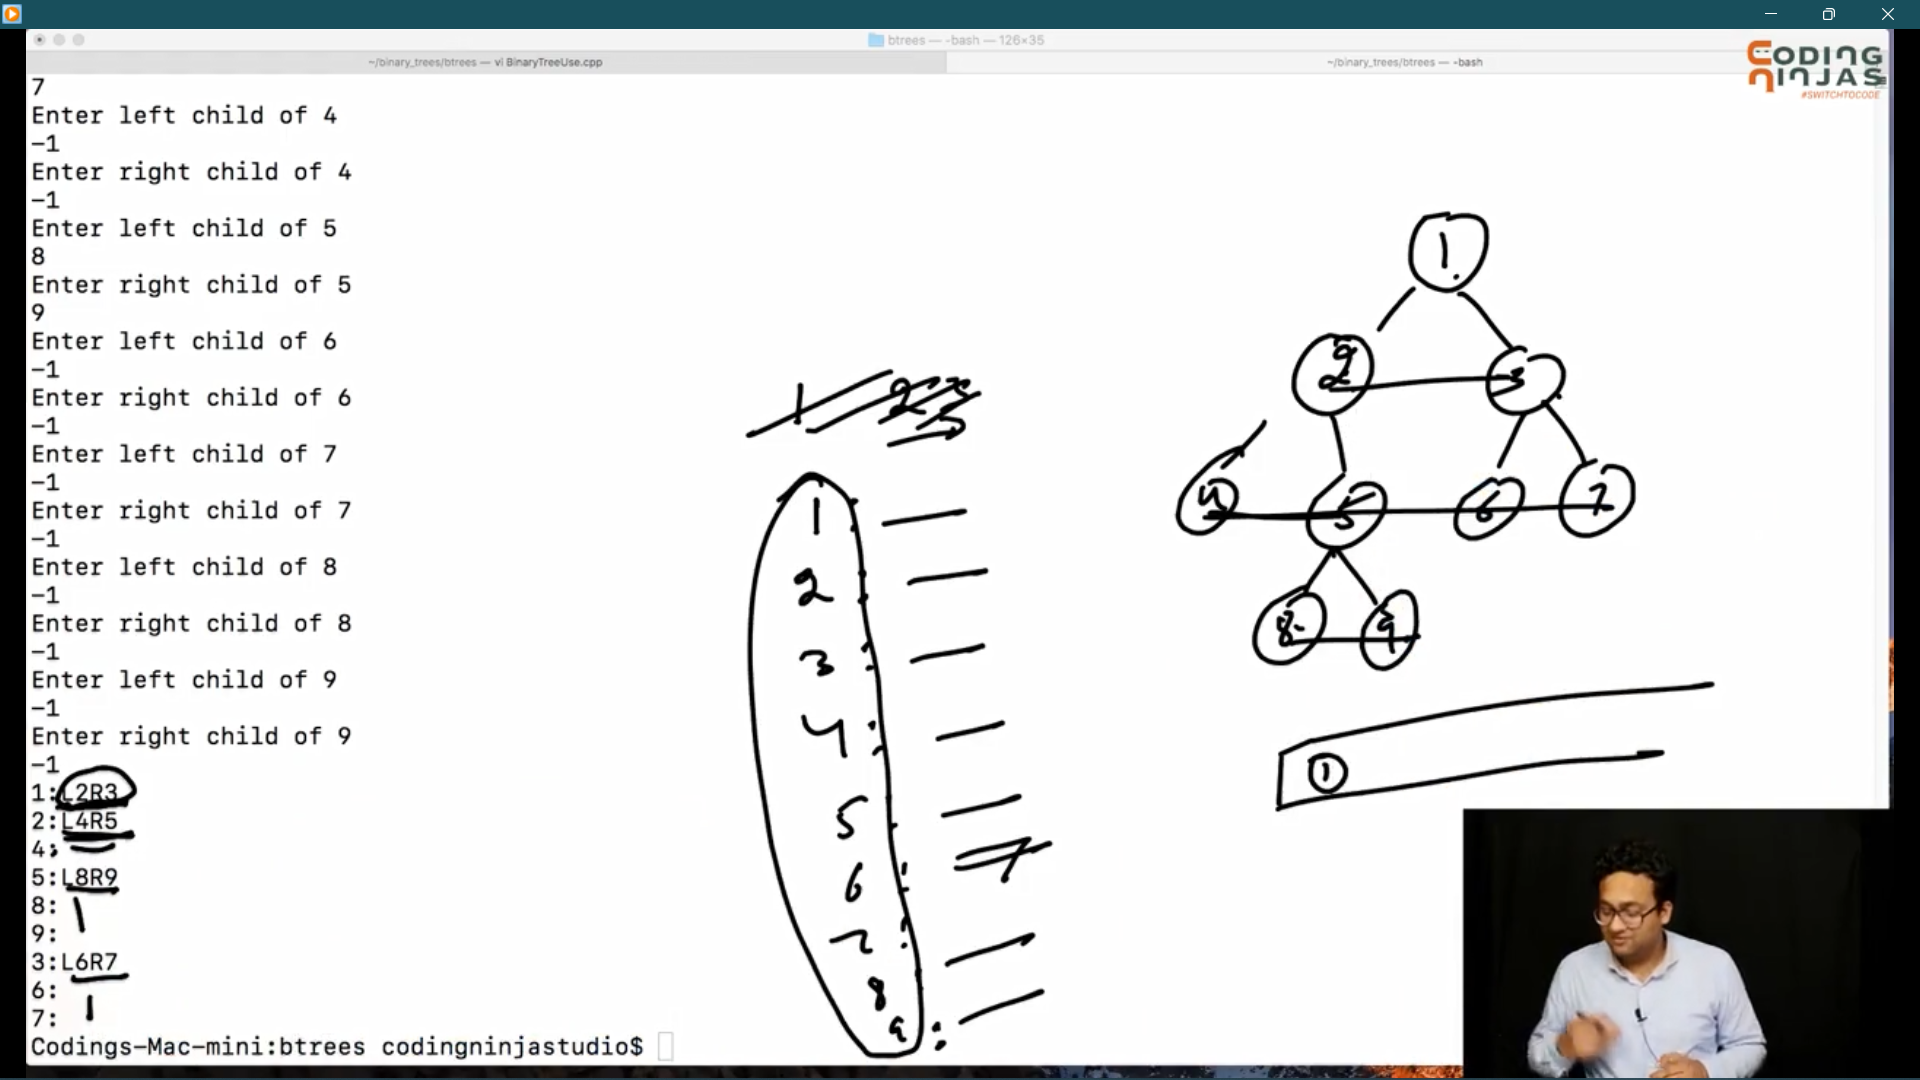 btrees — -bash — 126×35
~/binary_trees/btrees — vi BinaryTreeUse.cpp
~/binary_trees/btrees — -bash
CODING NINJAS
#SWITCHTOCODE
7
Enter left child of 4
-1
Enter right child of 4
-1
Enter left child of 5
8
Enter right child of 5
9
Enter left child of 6
-1
Enter right child of 6
-1
Enter left child of 7
-1
Enter right child of 7
-1
Enter left child of 8
-1
Enter right child of 8
-1
Enter left child of 9
-1
Enter right child of 9
-1
1:L2R3
2:L4R5
4:
5:L8R9
8:
9:
3:L6R7
6:
7:
Codings-Mac-mini:btrees codingninjastudio$
1 2
1
2
3
4
5
6
7
8
9
1
2 3
4 5 6 7
8 9
1